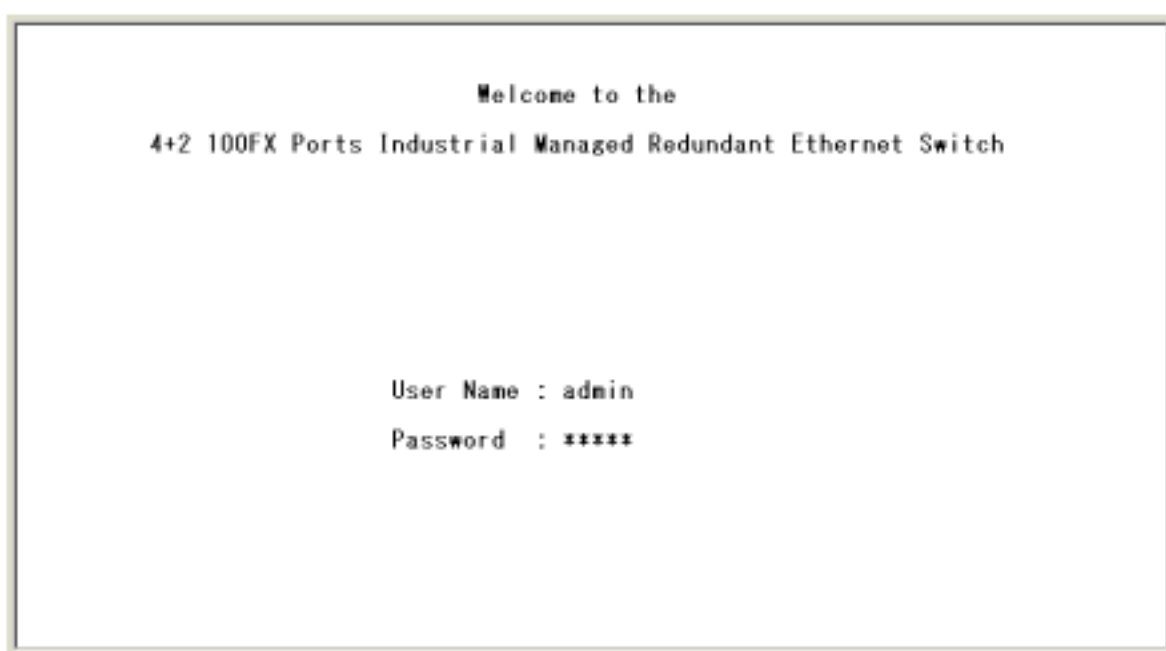 Welcome to the
4+2 100FX Ports Industrial Managed Redundant Ethernet Switch
User Name : admin
Password : *****